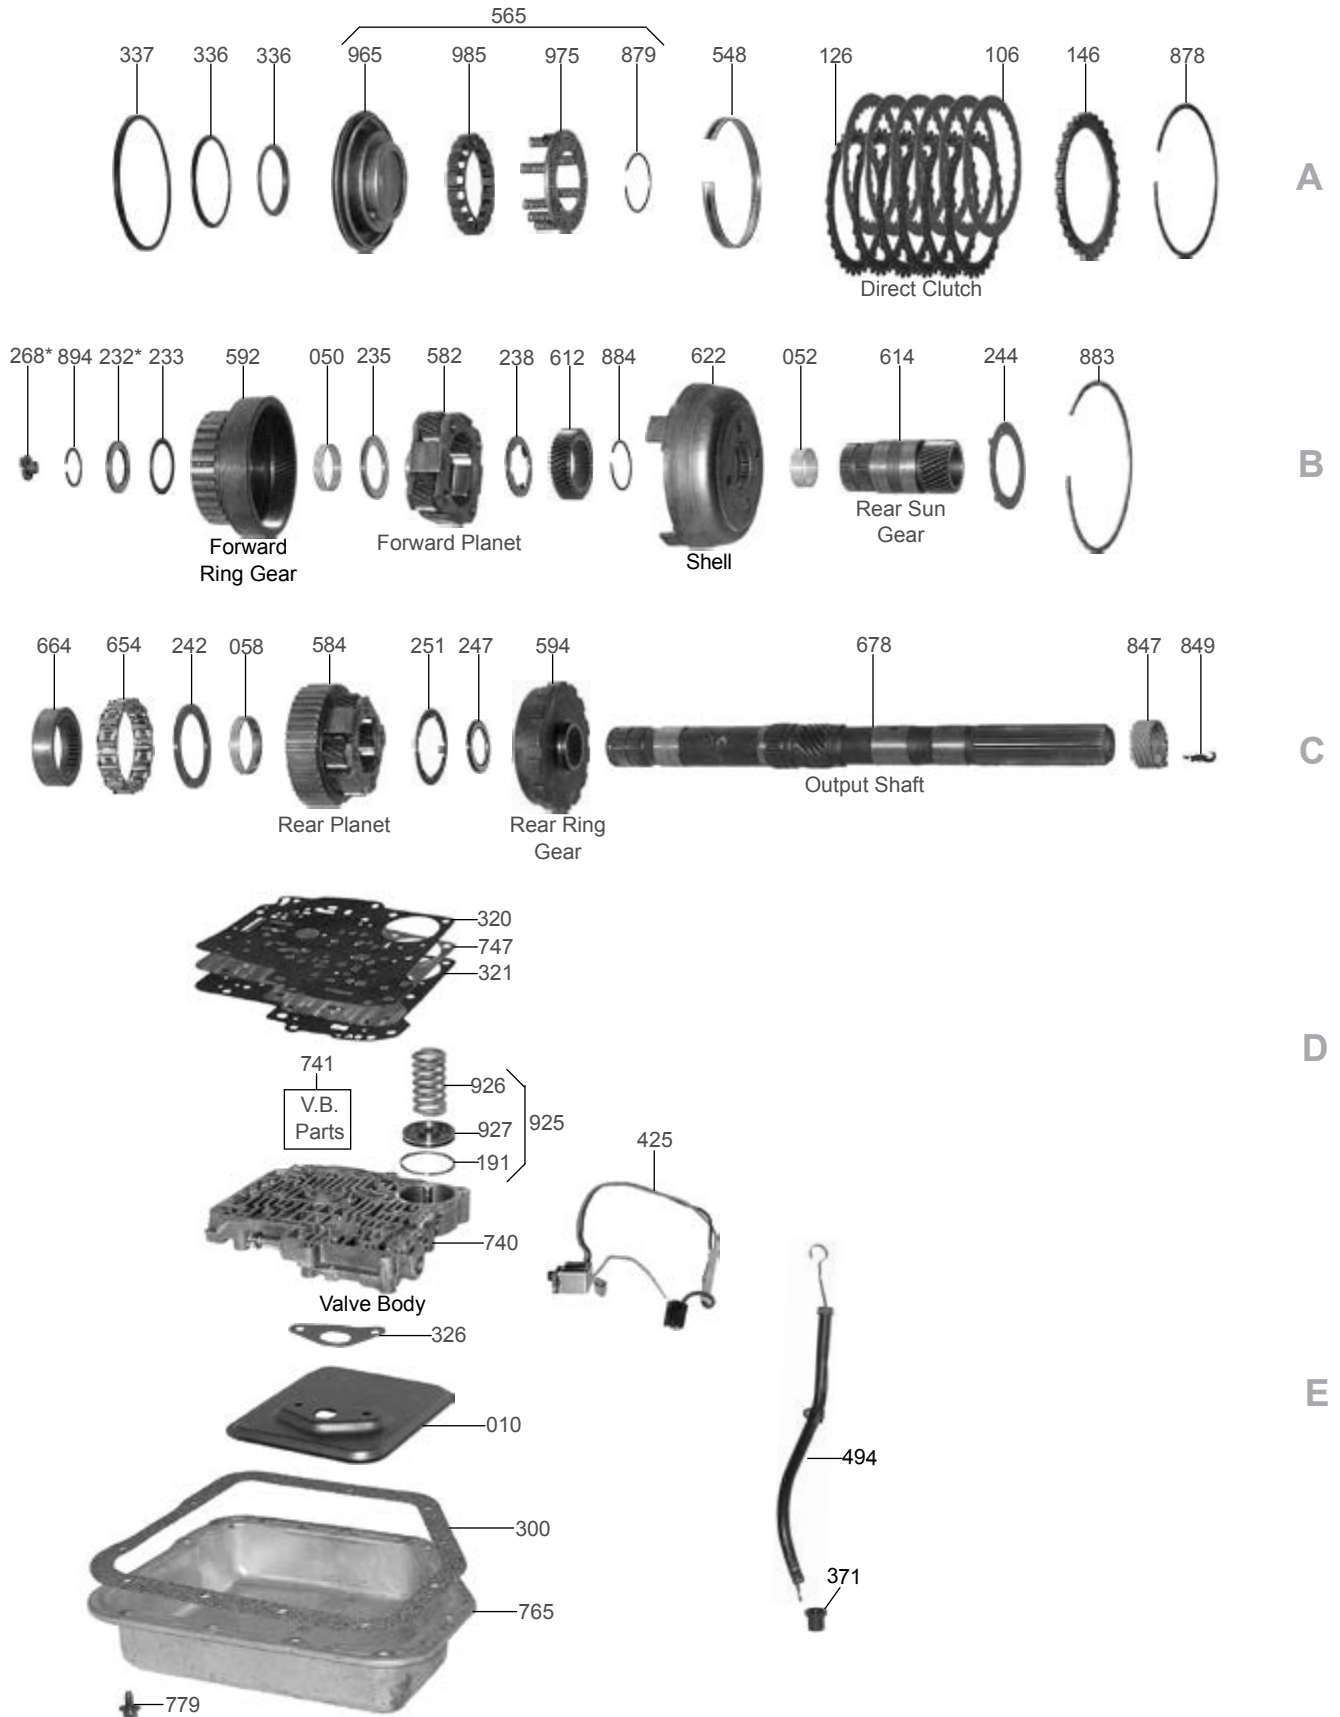 565
337 336 336 965 985 975 879 548 126 106 146 878
A
Direct Clutch
268* 894 232* 233 592 050 235 582 238 612 884 622 052 614 244 883
B
Rear Sun
Gear
Forward Planet
Forward
Ring Gear
Shell
664 654 242 058 584 251 247 594 678 847 849
C
Output Shaft
Rear Planet
Rear Ring
Gear
320
747
321
D
741
V.B.
Parts
926
927
191
925
425
740
Valve Body
326
E
010
494
300
371
765
779